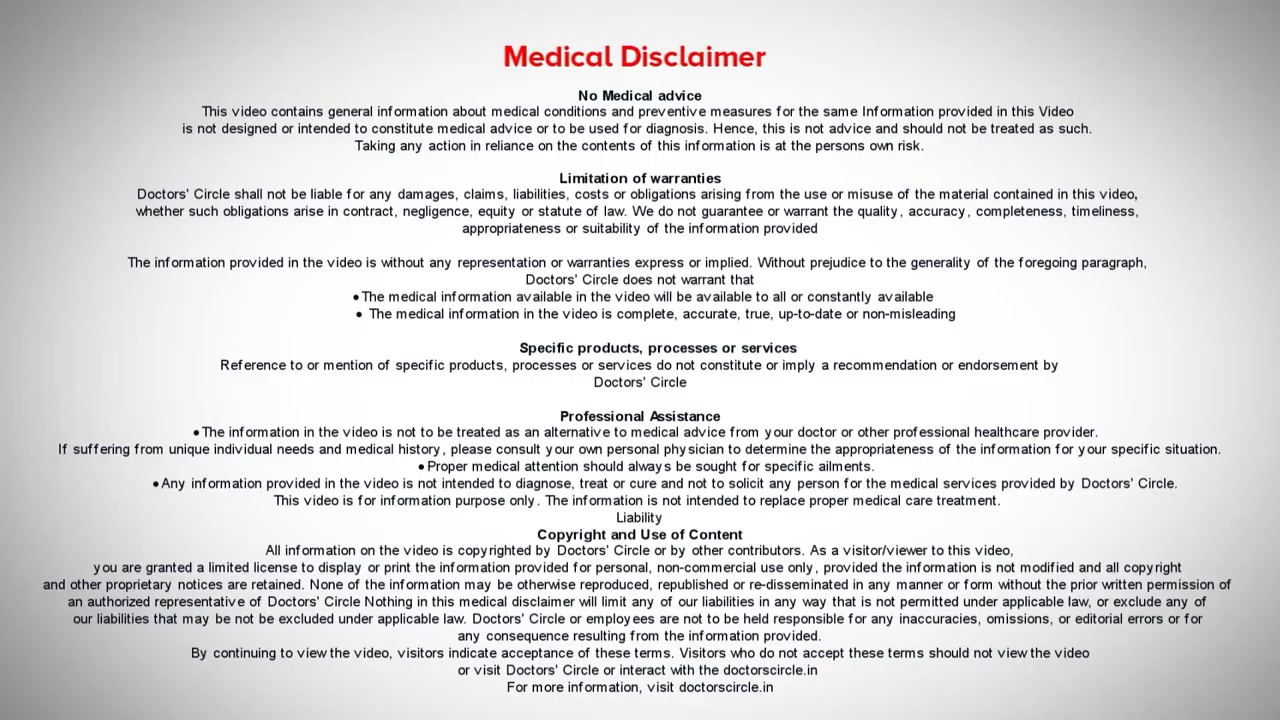 Medical Disclaimer
No Medical advice
This video contains general information about medical conditions and preventive measures for the same Information provided in this Video
is not designed or intended to constitute medical advice or to be used for diagnosis. Hence, this is not advice and should not be treated as such.
Taking any action in reliance on the contents of this information is at the persons own risk.
Limitation of warranties
Doctors' Circle shall not be liable for any damages, claims, liabilities, costs or obligations arising from the use or misuse of the material contained in this video,
whether such obligations arise in contract, negligence, equity or statute of law. We do not guarantee or warrant the quality, accuracy, completeness, timeliness,
appropriateness or suitability of the information provided
The information provided in the video is without any representation or warranties express or implied. Without prejudice to the generality of the foregoing paragraph,
Doctors' Circle does not warrant that
• The medical information available in the video will be available to all or constantly available
• The medical information in the video is complete, accurate, true, up-to-date or non-misleading
Specific products, processes or services
Reference to or mention of specific products, processes or services do not constitute or imply a recommendation or endorsement by
Doctors' Circle
Professional Assistance
• The information in the video is not to be treated as an alternative to medical advice from your doctor or other professional healthcare provider.
If suffering from unique individual needs and medical history, please consult your own personal physician to determine the appropriateness of the information for your specific situation.
• Proper medical attention should always be sought for specific ailments.
• Any information provided in the video is not intended to diagnose, treat or cure and not to solicit any person for the medical services provided by Doctors' Circle.
This video is for information purpose only. The information is not intended to replace proper medical care treatment.
Liability
Copyright and Use of Content
All information on the video is copyrighted by Doctors' Circle or by other contributors. As a visitor/viewer to this video,
you are granted a limited license to display or print the information provided for personal, non-commercial use only, provided the information is not modified and all copyright
and other proprietary notices are retained. None of the information may be otherwise reproduced, republished or re-disseminated in any manner or form without the prior written permission of
an authorized representative of Doctors' Circle Nothing in this medical disclaimer will limit any of our liabilities in any way that is not permitted under applicable law, or exclude any of
our liabilities that may be not be excluded under applicable law. Doctors' Circle or employees are not to be held responsible for any inaccuracies, omissions, or editorial errors or for
any consequence resulting from the information provided.
By continuing to view the video, visitors indicate acceptance of these terms. Visitors who do not accept these terms should not view the video
or visit Doctors' Circle or interact with the doctorscircle.in
For more information, visit doctorscircle.in